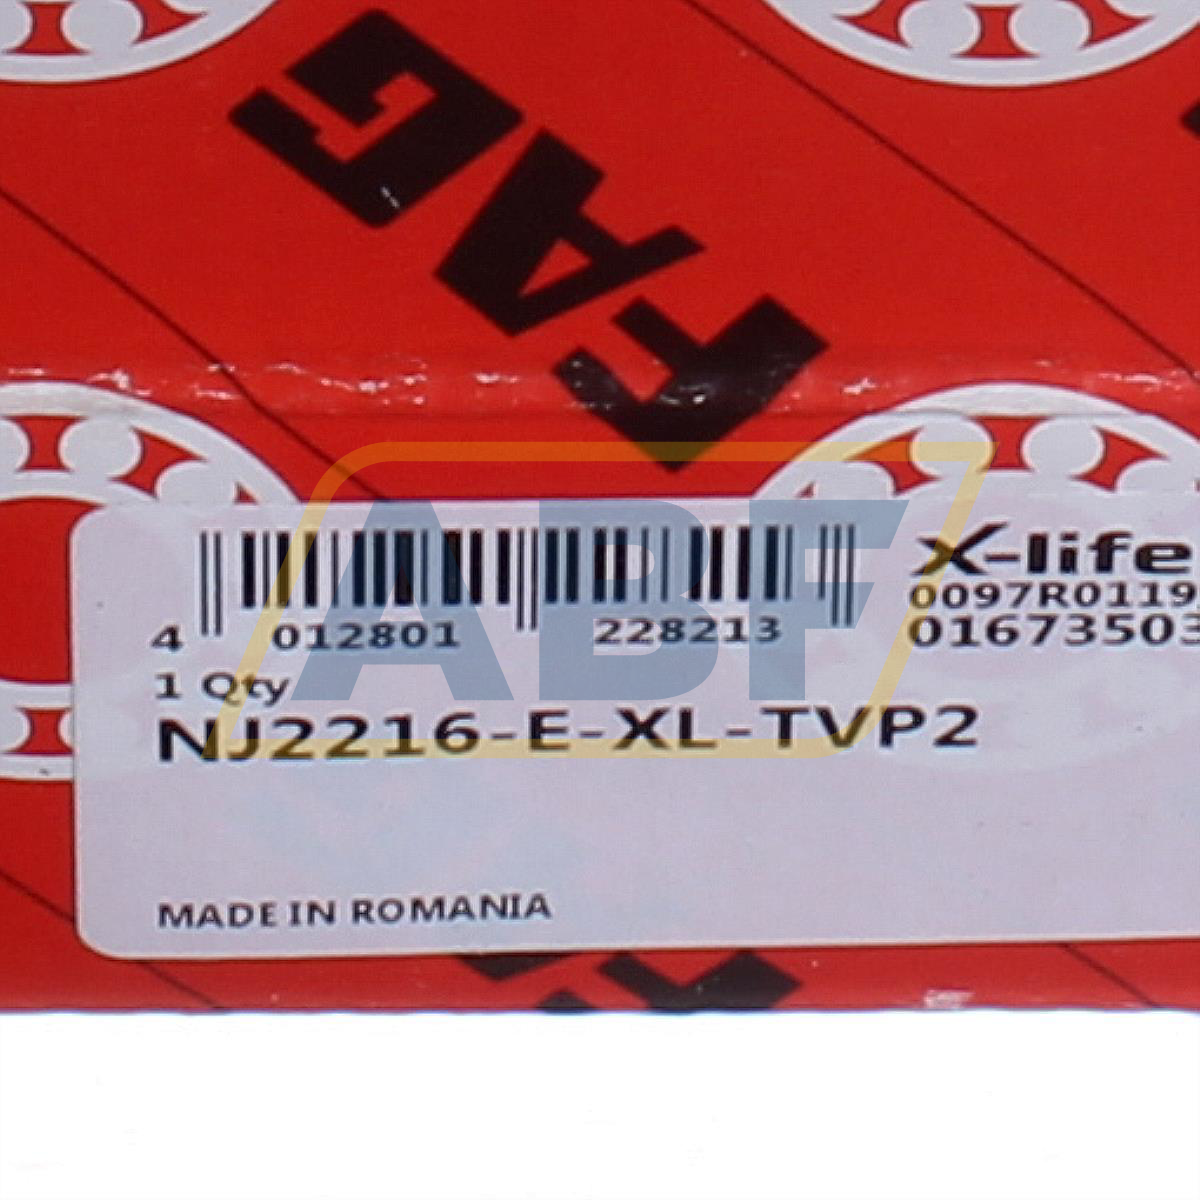 FAG
ABF
X-life
0097R0119
01673503
4 012801 228213
1 Qty
NJ2216-E-XL-TVP2
MADE IN ROMANIA